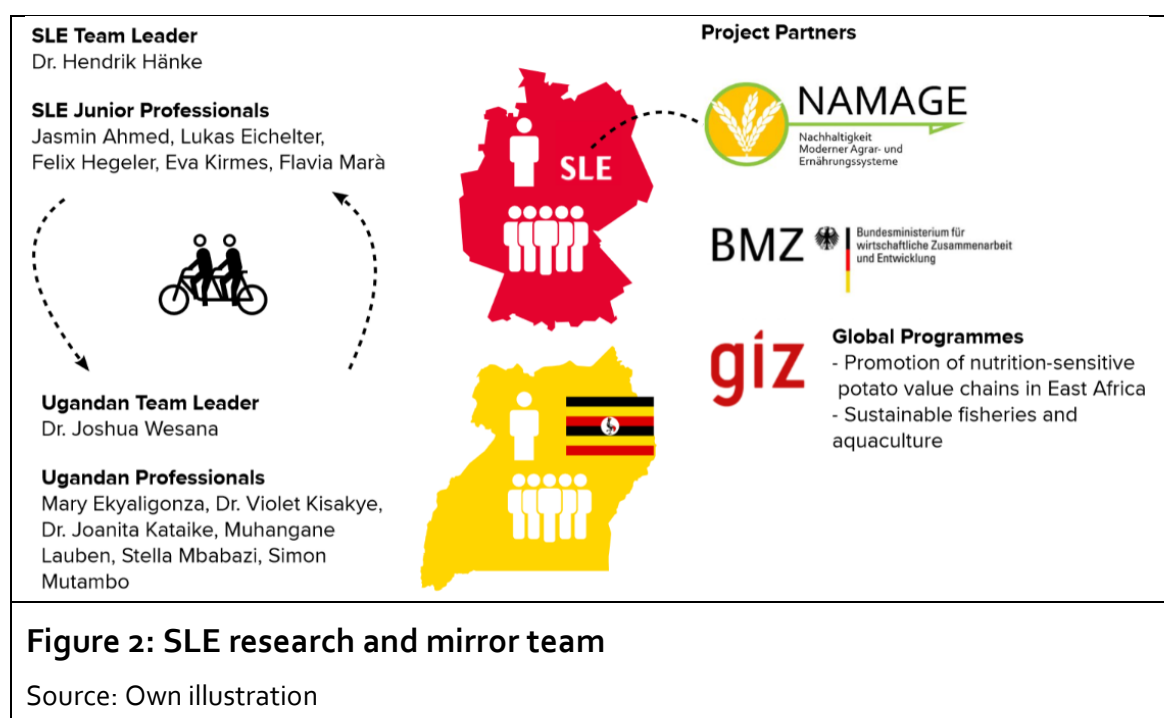 SLE Team Leader
Dr. Hendrik Hänke
SLE Junior Professionals
Jasmin Ahmed, Lukas Eichelter,
Felix Hegeler, Eva Kirmes, Flavia Marà
Ugandan Team Leader
Dr. Joshua Wesana
Ugandan Professionals
Mary Ekyaligonza, Dr. Violet Kisakye,
Dr. Joanita Kataike, Muhangane
Lauben, Stella Mbabazi, Simon
Mutambo
SLE
Project Partners
NAMAGE
Nachhaltigkeit
Moderner Agrar- und
Ernährungssysteme
BMZ
Bundesministerium für
wirtschaftliche Zusammenarbeit
und Entwicklung
giz
Global Programmes
- Promotion of nutrition-sensitive
potato value chains in East Africa
- Sustainable fisheries and
aquaculture
Figure 2: SLE research and mirror team
Source: Own illustration